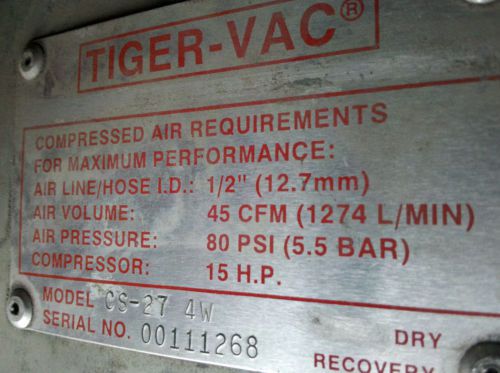 TIGER-VAC®
COMPRESSED AIR REQUIREMENTS
FOR MAXIMUM PERFORMANCE:
AIR LINE/HOSE I.D.: 1/2" (12.7mm)
AIR VOLUME: 45 CFM (1274 L/MIN)
AIR PRESSURE: 80 PSI (5.5 BAR)
COMPRESSOR: 15 H.P.
MODEL CS-27 4W
SERIAL NO. 00111268
DRY
RECOVERY